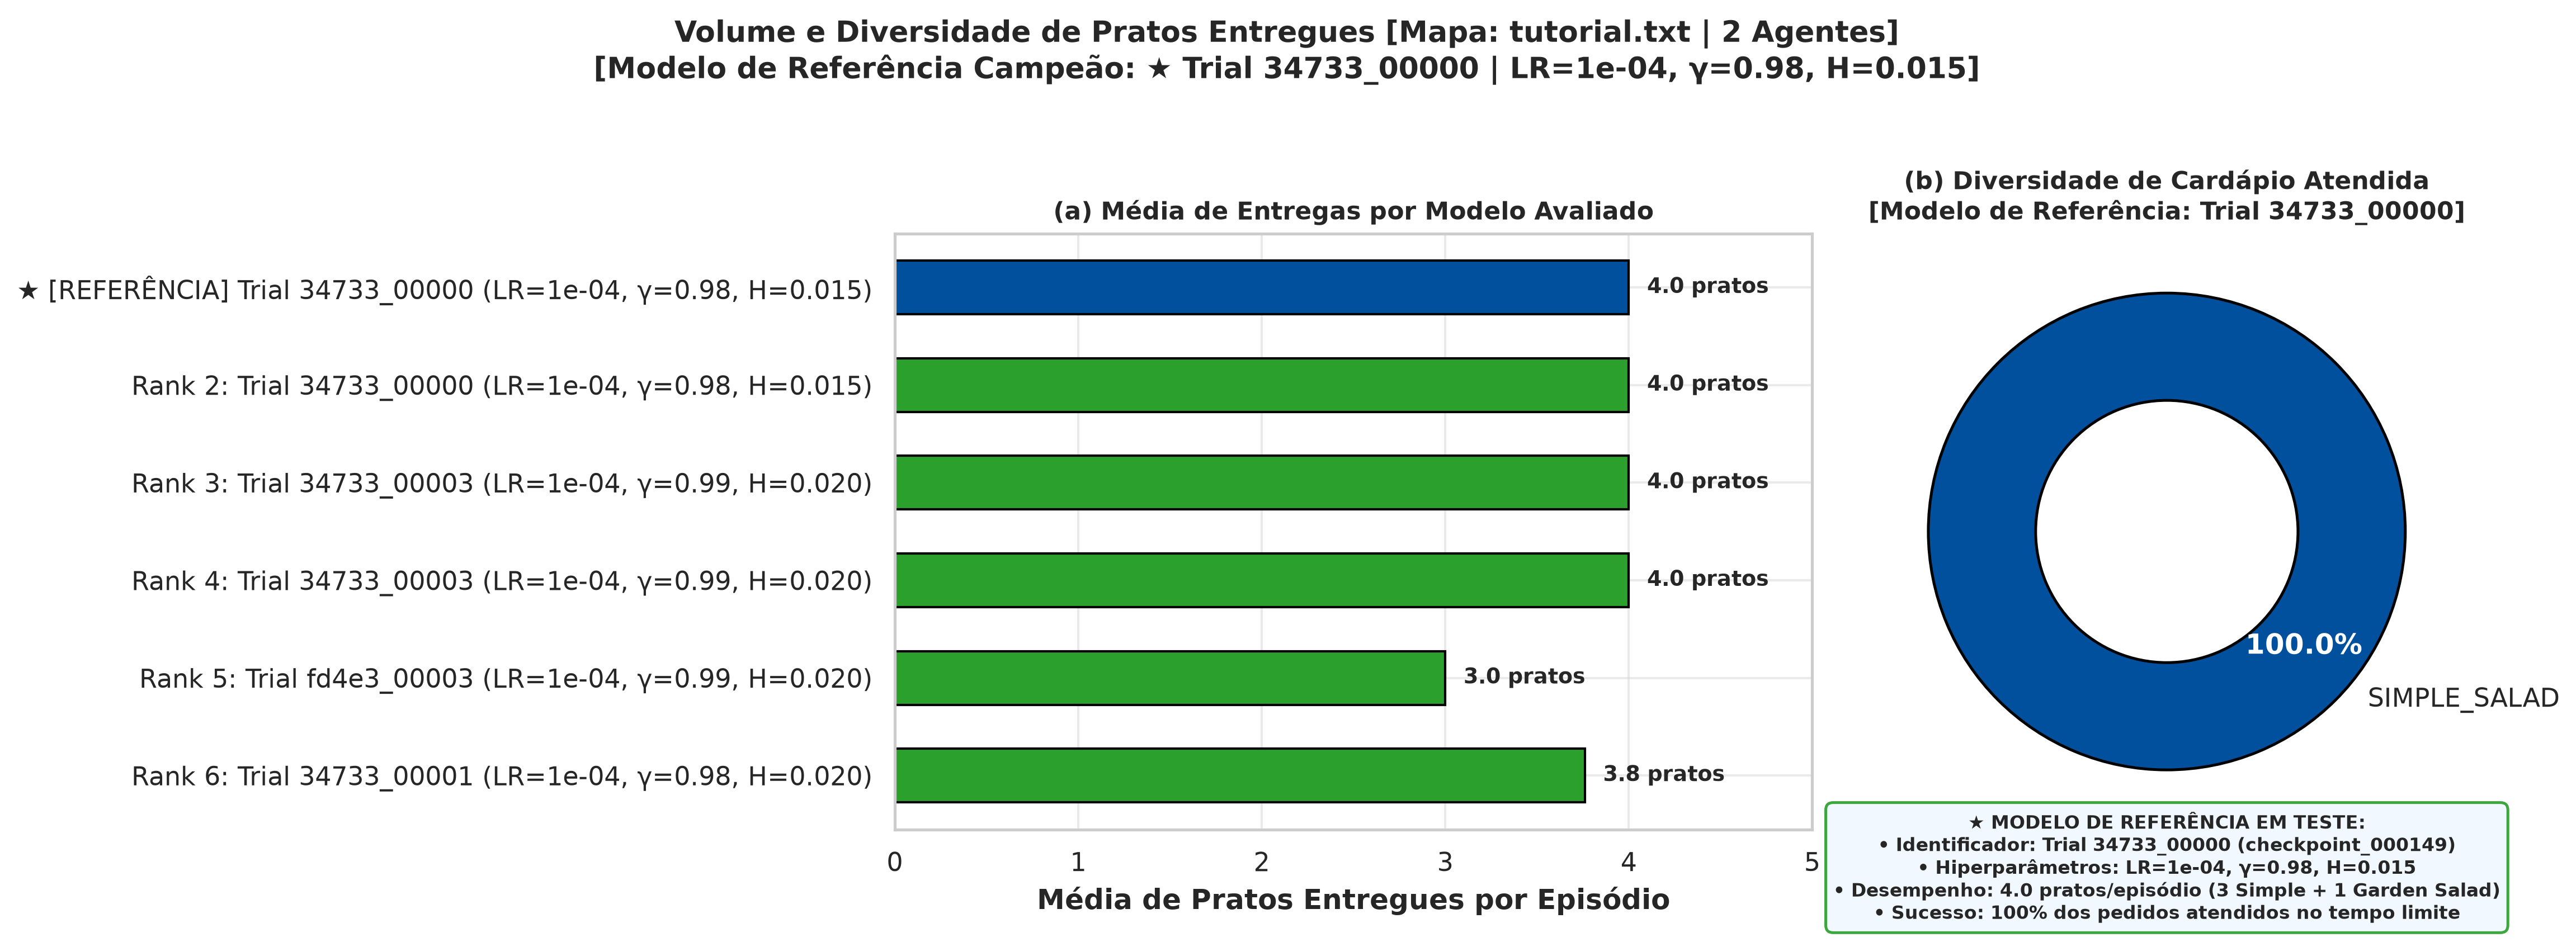 Volume e Diversidade de Pratos Entregues [Mapa: tutorial.txt | 2 Agentes]
[Modelo de Referência Campeão: ★ Trial 34733_00000 | LR=1e-04, γ=0.98, H=0.015]
(a) Média de Entregas por Modelo Avaliado
★ [REFERÊNCIA] Trial 34733_00000 (LR=1e-04, γ=0.98, H=0.015)
4.0 pratos
Rank 2: Trial 34733_00000 (LR=1e-04, γ=0.98, H=0.015)
4.0 pratos
Rank 3: Trial 34733_00003 (LR=1e-04, γ=0.99, H=0.020)
4.0 pratos
Rank 4: Trial 34733_00003 (LR=1e-04, γ=0.99, H=0.020)
4.0 pratos
Rank 5: Trial fd4e3_00003 (LR=1e-04, γ=0.99, H=0.020)
3.0 pratos
Rank 6: Trial 34733_00001 (LR=1e-04, γ=0.98, H=0.020)
3.8 pratos
0 1 2 3 4 5
Média de Pratos Entregues por Episódio
(b) Diversidade de Cardápio Atendida
[Modelo de Referência: Trial 34733_00000]
100.0%
SIMPLE_SALAD
★ MODELO DE REFERÊNCIA EM TESTE:
• Identificador: Trial 34733_00000 (checkpoint_000149)
• Hiperparâmetros: LR=1e-04, γ=0.98, H=0.015
• Desempenho: 4.0 pratos/episódio (3 Simple + 1 Garden Salad)
• Sucesso: 100% dos pedidos atendidos no tempo limite